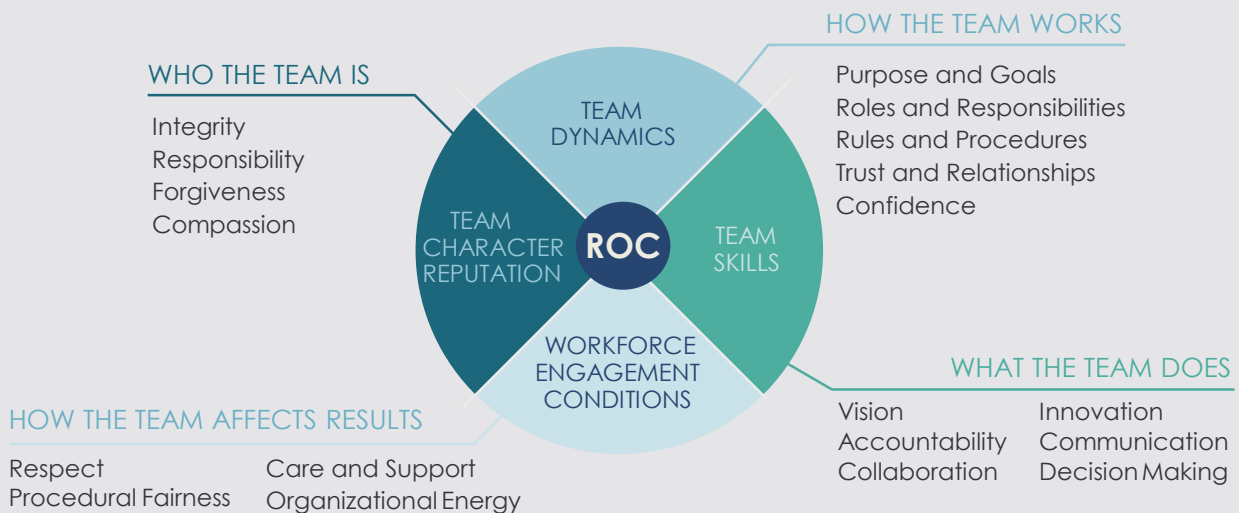 HOW THE TEAM WORKS
Purpose and Goals
Roles and Responsibilities
Rules and Procedures
Trust and Relationships
Confidence
WHO THE TEAM IS
Integrity
Responsibility
Forgiveness
Compassion
TEAM
DYNAMICS
TEAM
CHARACTER
REPUTATION
ROC
TEAM
SKILLS
WORKFORCE
ENGAGEMENT
CONDITIONS
WHAT THE TEAM DOES
Vision
Accountability
Collaboration
Innovation
Communication
Decision Making
HOW THE TEAM AFFECTS RESULTS
Respect
Procedural Fairness
Care and Support
Organizational Energy